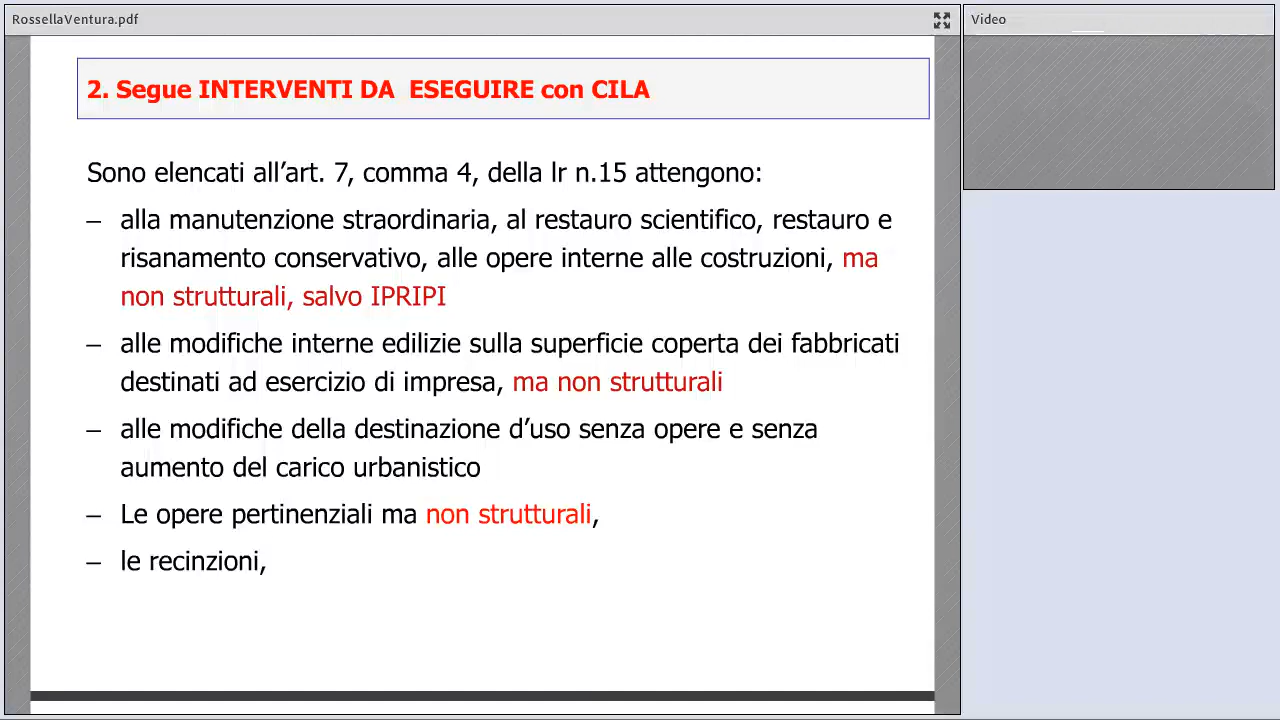 RossellaVentura.pdf
Video
2. Segue INTERVENTI DA ESEGUIRE con CILA
Sono elencati all’art. 7, comma 4, della lr n.15 attengono:
– alla manutenzione straordinaria, al restauro scientifico, restauro e
risanamento conservativo, alle opere interne alle costruzioni, ma
non strutturali, salvo IPRIPI
– alle modifiche interne edilizie sulla superficie coperta dei fabbricati
destinati ad esercizio di impresa, ma non strutturali
– alle modifiche della destinazione d’uso senza opere e senza
aumento del carico urbanistico
– Le opere pertinenziali ma non strutturali,
– le recinzioni,